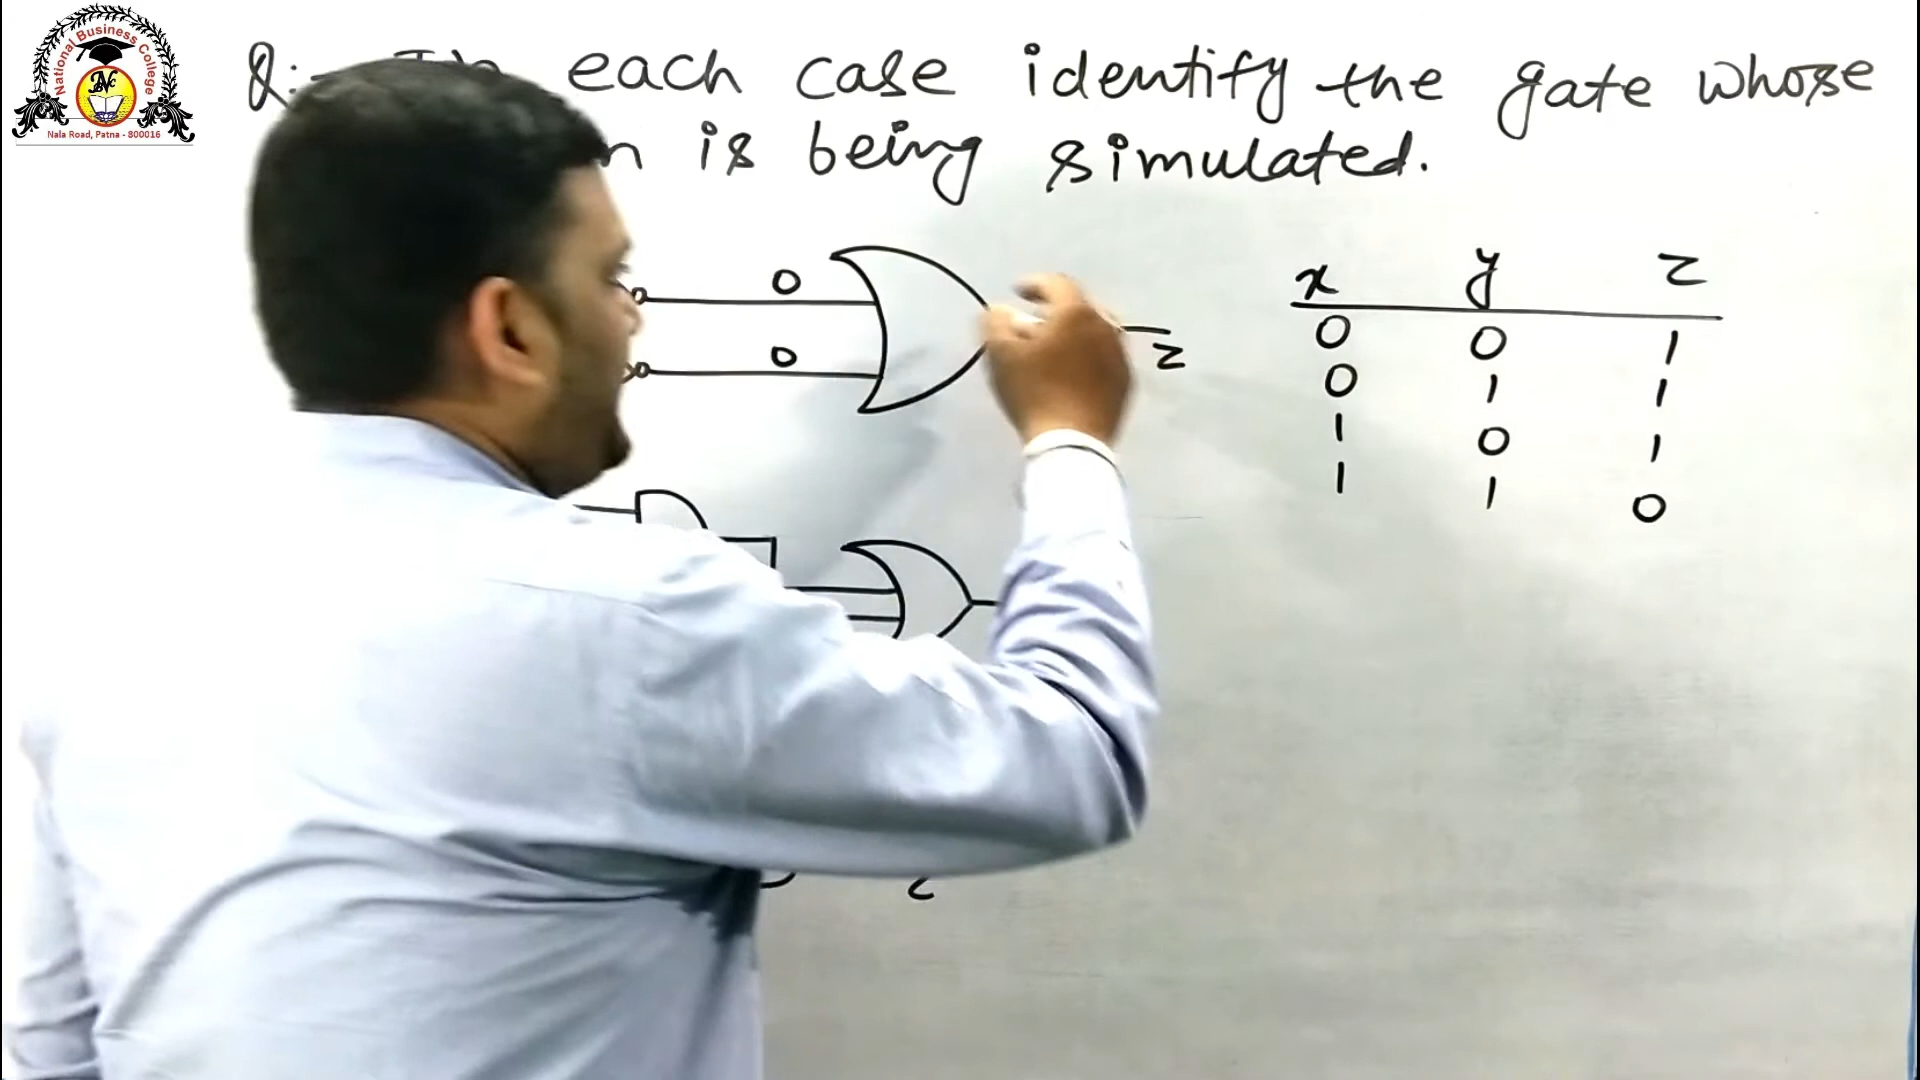 National Business College
NC
Nala Road, Patna - 800016
Q:- In each case identify the gate whose
is being simulated.
0
0
z
x y z
0 0 1
0 1 1
1 0 1
1 1 0